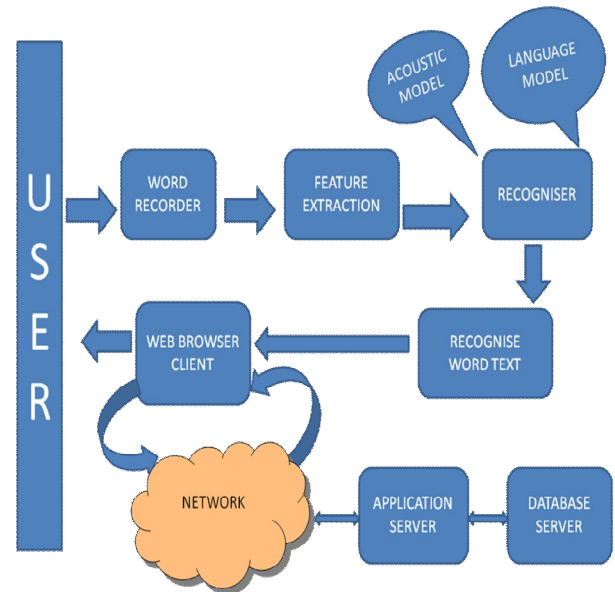 ACOUSTIC
MODEL
LANGUAGE
MODEL
USER
WORD
RECORDER
FEATURE
EXTRACTION
RECOGNISER
WEB BROWSER
CLIENT
RECOGNISE
WORD TEXT
NETWORK
APPLICATION
SERVER
DATABASE
SERVER